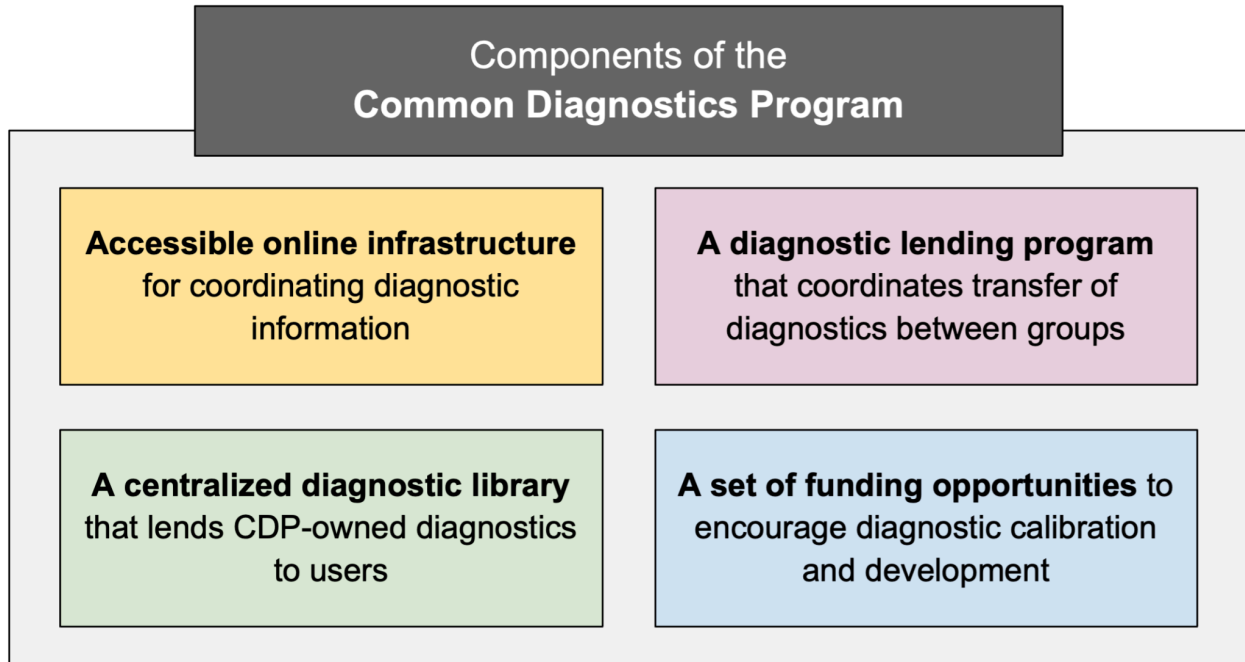 Components of the
Common Diagnostics Program
Accessible online infrastructure
for coordinating diagnostic
information
A diagnostic lending program
that coordinates transfer of
diagnostics between groups
A centralized diagnostic library
that lends CDP-owned diagnostics
to users
A set of funding opportunities to
encourage diagnostic calibration
and development